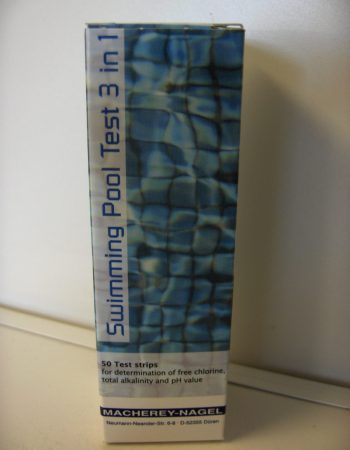 Swimming Pool Test 3 in 1
50 Test strips
for determination of free chlorine,
total alkalinity and pH value
MACHEREY-NAGEL
Neumann-Neander-Str. 6-8 · D-52355 Düren